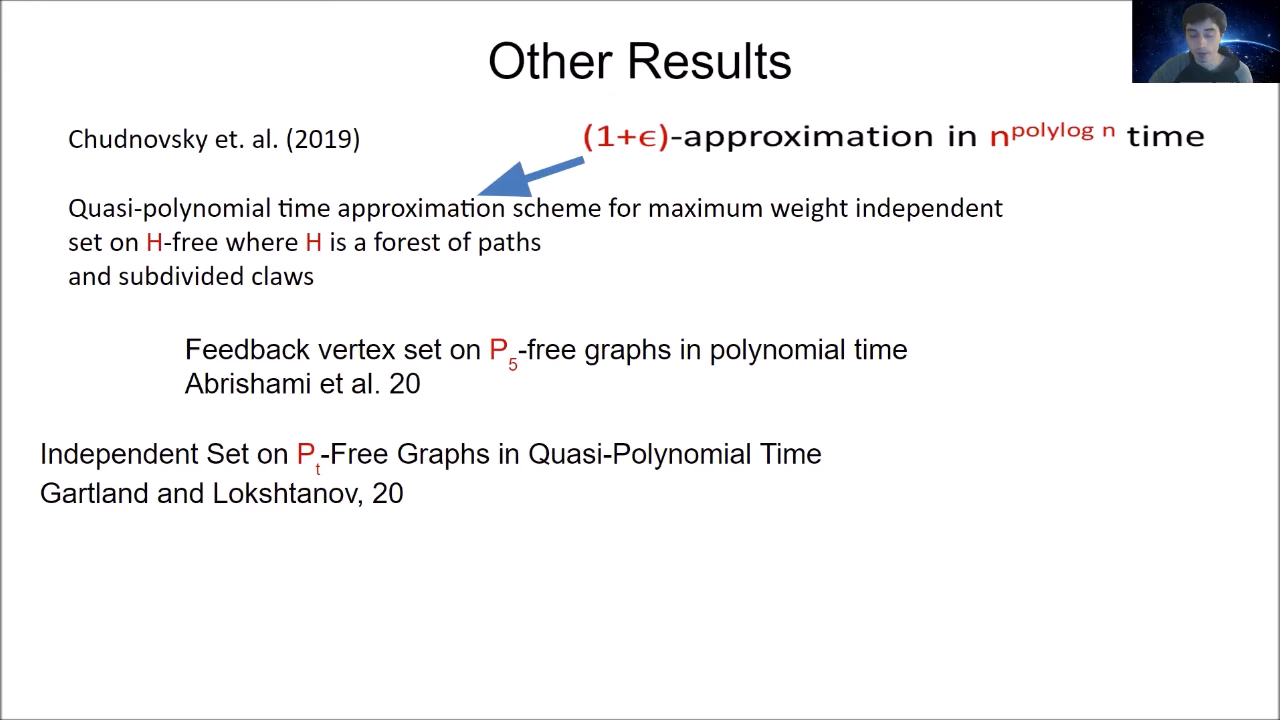 Other Results
Chudnovsky et. al. (2019)
(1+ϵ)-approximation in n^polylog n time
Quasi-polynomial time approximation scheme for maximum weight independent
set on H-free where H is a forest of paths
and subdivided claws
Feedback vertex set on P₅-free graphs in polynomial time
Abrishami et al. 20
Independent Set on Pₜ-Free Graphs in Quasi-Polynomial Time
Gartland and Lokshtanov, 20